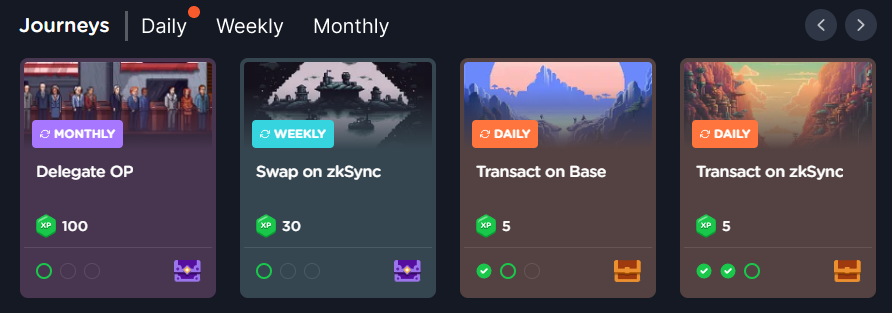 Journeys
Daily
Weekly
Monthly
MONTHLY
Delegate OP
XP 100
WEEKLY
Swap on zkSync
XP 30
DAILY
Transact on Base
XP 5
DAILY
Transact on zkSync
XP 5